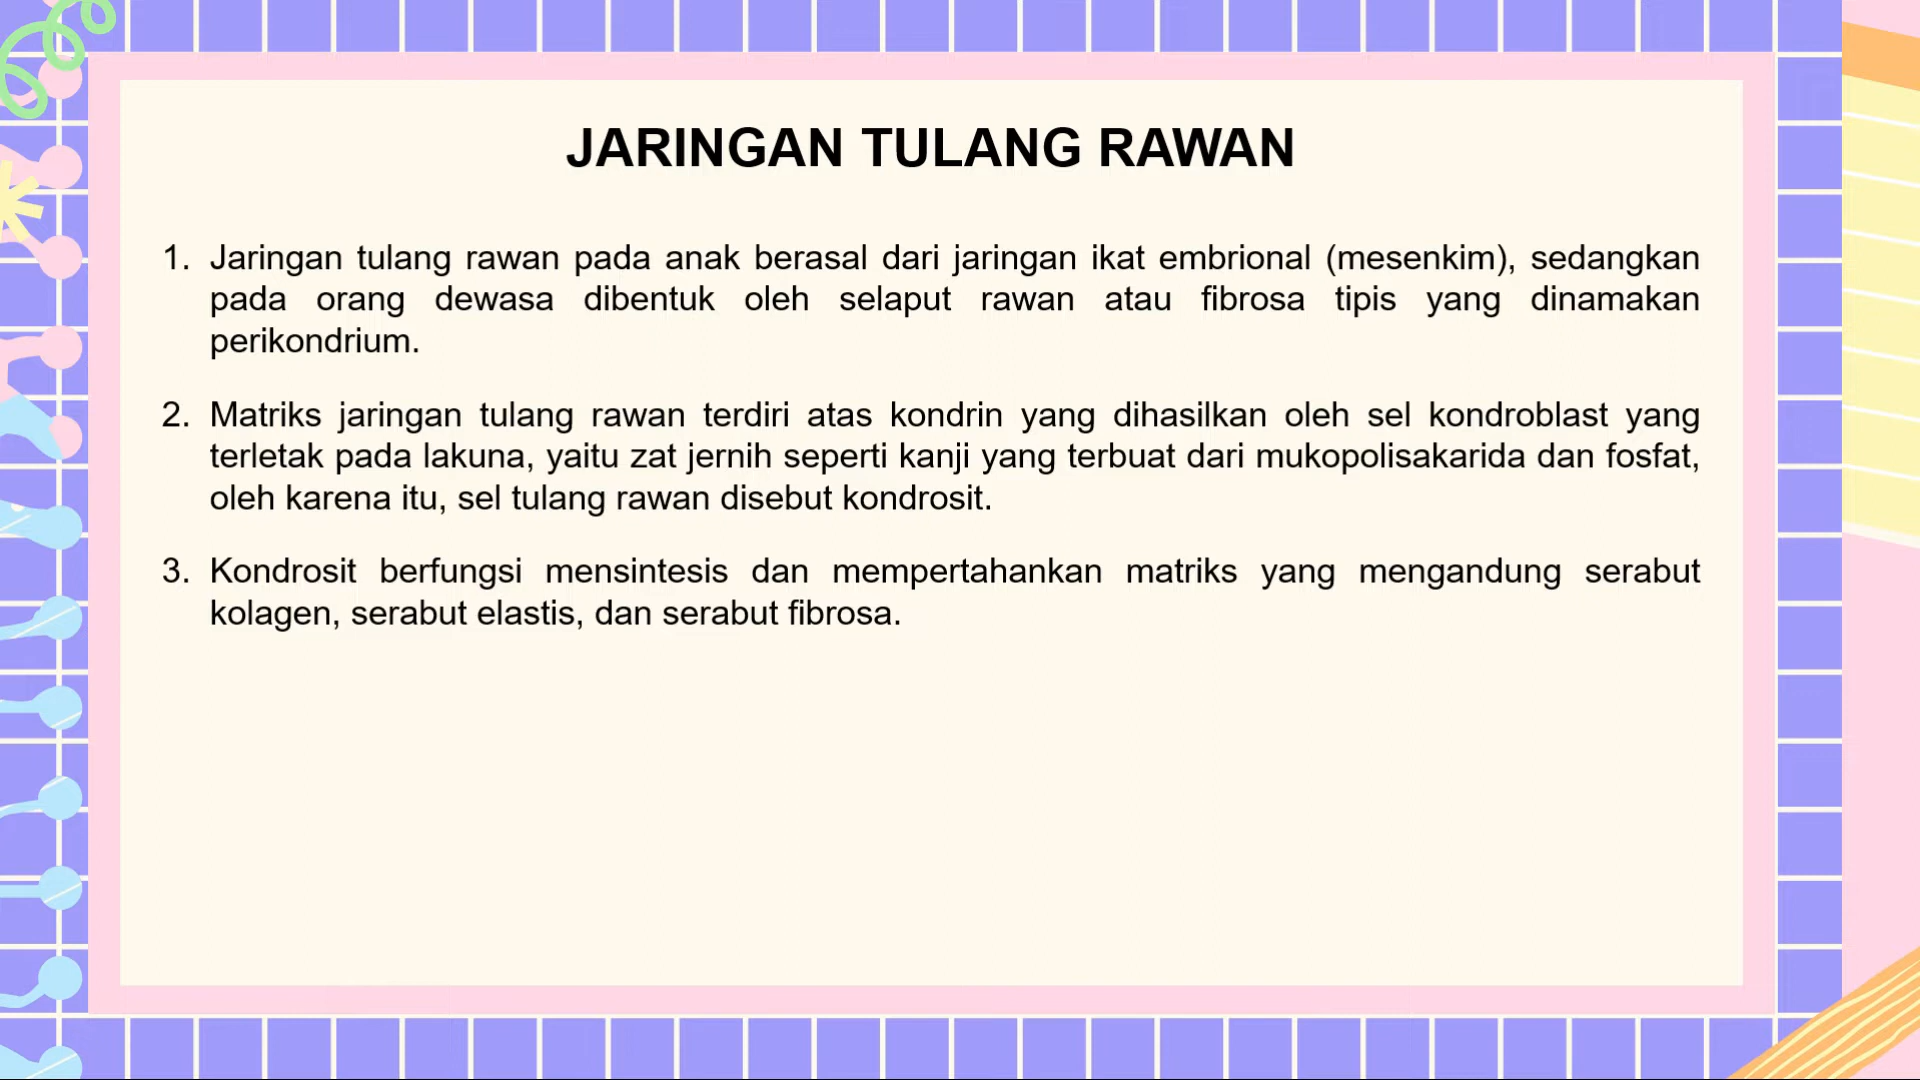 JARINGAN TULANG RAWAN
1. Jaringan tulang rawan pada anak berasal dari jaringan ikat embrional (mesenkim), sedangkan
pada orang dewasa dibentuk oleh selaput rawan atau fibrosa tipis yang dinamakan
perikondrium.
2. Matriks jaringan tulang rawan terdiri atas kondrin yang dihasilkan oleh sel kondroblast yang
terletak pada lakuna, yaitu zat jernih seperti kanji yang terbuat dari mukopolisakarida dan fosfat,
oleh karena itu, sel tulang rawan disebut kondrosit.
3. Kondrosit berfungsi mensintesis dan mempertahankan matriks yang mengandung serabut
kolagen, serabut elastis, dan serabut fibrosa.